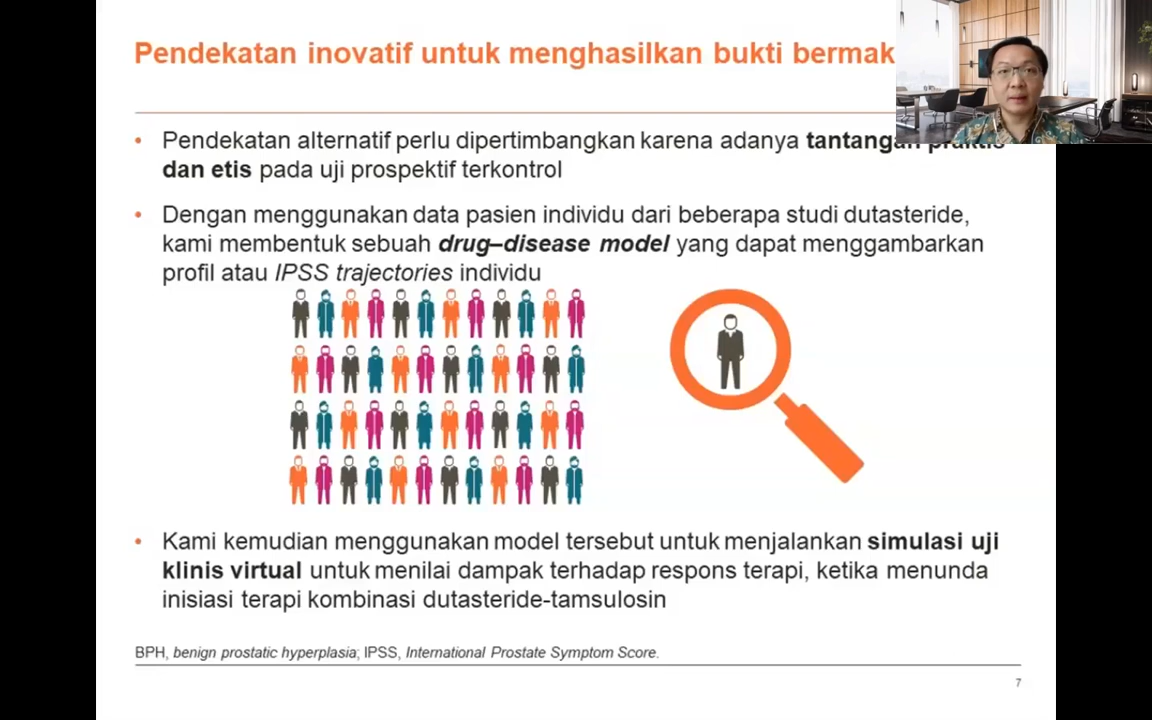 Pendekatan inovatif untuk menghasilkan bukti bermak
• Pendekatan alternatif perlu dipertimbangkan karena adanya tantangan praktis
dan etis pada uji prospektif terkontrol
• Dengan menggunakan data pasien individu dari beberapa studi dutasteride,
kami membentuk sebuah drug–disease model yang dapat menggambarkan
profil atau IPSS trajectories individu
• Kami kemudian menggunakan model tersebut untuk menjalankan simulasi uji
klinis virtual untuk menilai dampak terhadap respons terapi, ketika menunda
inisiasi terapi kombinasi dutasteride-tamsulosin
BPH, benign prostatic hyperplasia; IPSS, International Prostate Symptom Score.
7